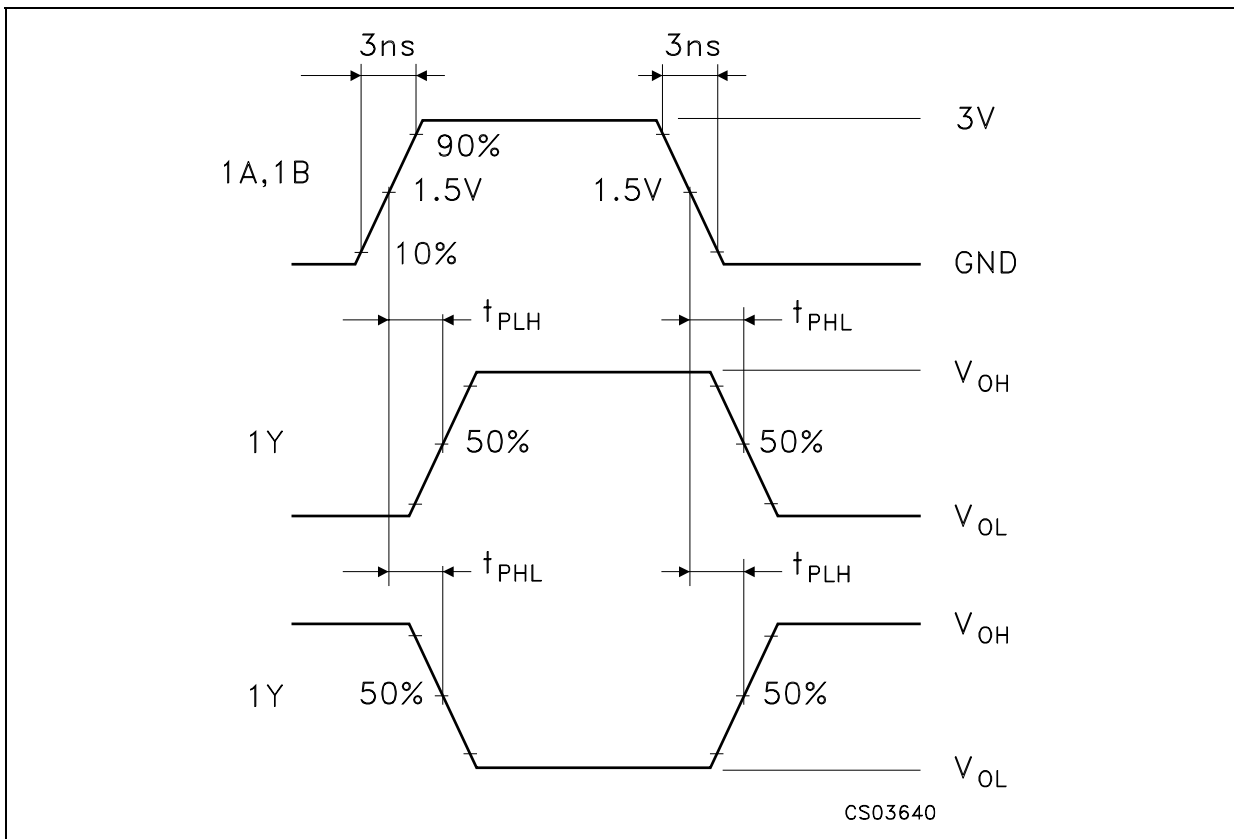 3ns 3ns
3V
90%
1A,1B
1.5V 1.5V
10%
GND
tPLH tPHL
VOH
1Y 50% 50%
VOL
tPHL tPLH
VOH
1Y 50% 50%
VOL
CS03640